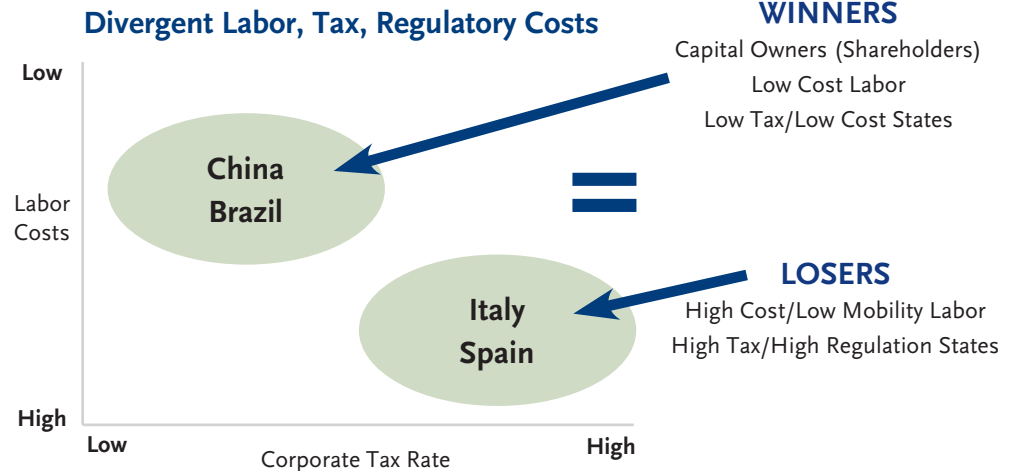 Divergent Labor, Tax, Regulatory Costs
WINNERS
Capital Owners (Shareholders)
Low Cost Labor
Low Tax/Low Cost States
Low
China
Brazil
Labor
Costs
=
Italy
Spain
LOSERS
High Cost/Low Mobility Labor
High Tax/High Regulation States
High
Low
High
Corporate Tax Rate